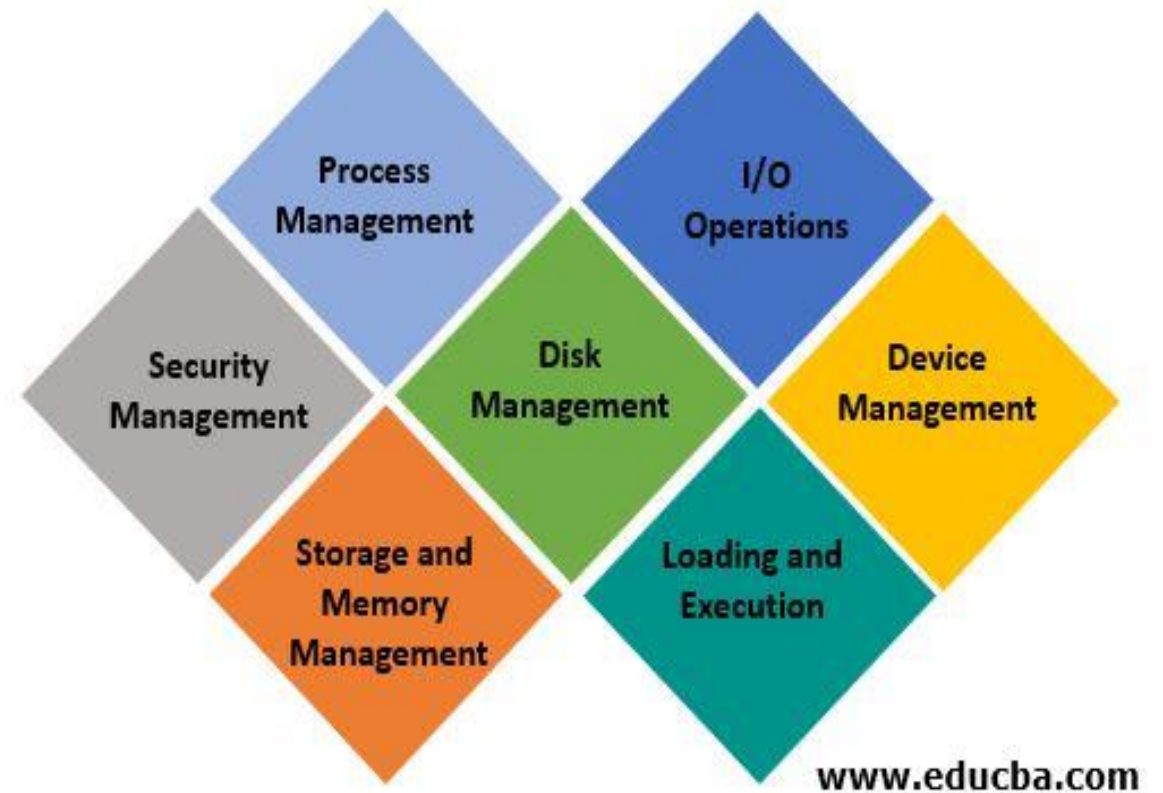 Process
Management
I/O
Operations
Security
Management
Disk
Management
Device
Management
Storage and
Memory
Management
Loading and
Execution
www.educba.com